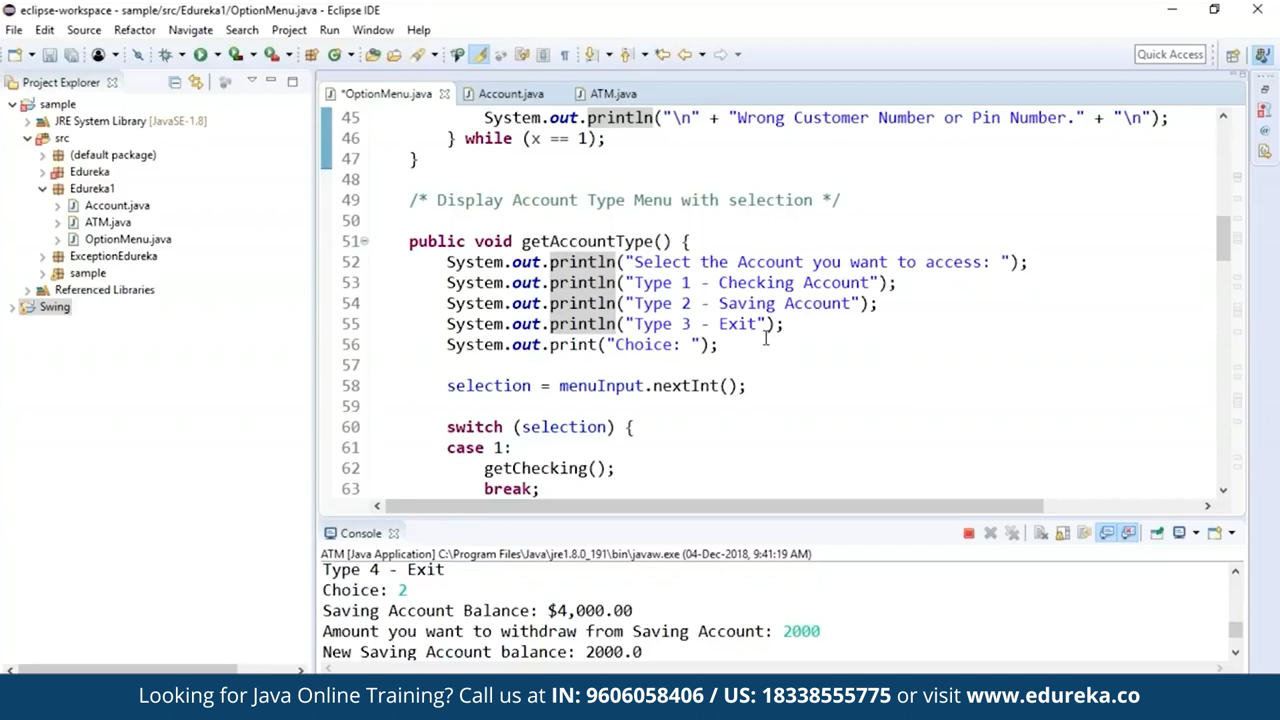 eclipse-workspace - sample/src/Edureka1/OptionMenu.java - Eclipse IDE
File Edit Source Refactor Navigate Search Project Run Window Help
Quick Access
Project Explorer
sample
JRE System Library [JavaSE-1.8]
src
(default package)
Edureka
Edureka1
Account.java
ATM.java
OptionMenu.java
ExceptionEdureka
sample
Referenced Libraries
Swing
*OptionMenu.java Account.java ATM.java
45 System.out.println("\n" + "Wrong Customer Number or Pin Number." + "\n");
46 } while (x == 1);
47 }
48
49 /* Display Account Type Menu with selection */
50
51 public void getAccountType() {
52 System.out.println("Select the Account you want to access: ");
53 System.out.println("Type 1 - Checking Account");
54 System.out.println("Type 2 - Saving Account");
55 System.out.println("Type 3 - Exit");
56 System.out.print("Choice: ");
57
58 selection = menuInput.nextInt();
59
60 switch (selection) {
61 case 1:
62 getChecking();
63 break;
Console
ATM [Java Application] C:\Program Files\Java\jre1.8.0_191\bin\javaw.exe (04-Dec-2018, 9:41:19 AM)
Type 4 - Exit
Choice: 2
Saving Account Balance: $4,000.00
Amount you want to withdraw from Saving Account: 2000
New Saving Account balance: 2000.0
Looking for Java Online Training? Call us at IN: 9606058406 / US: 18338555775 or visit www.edureka.co